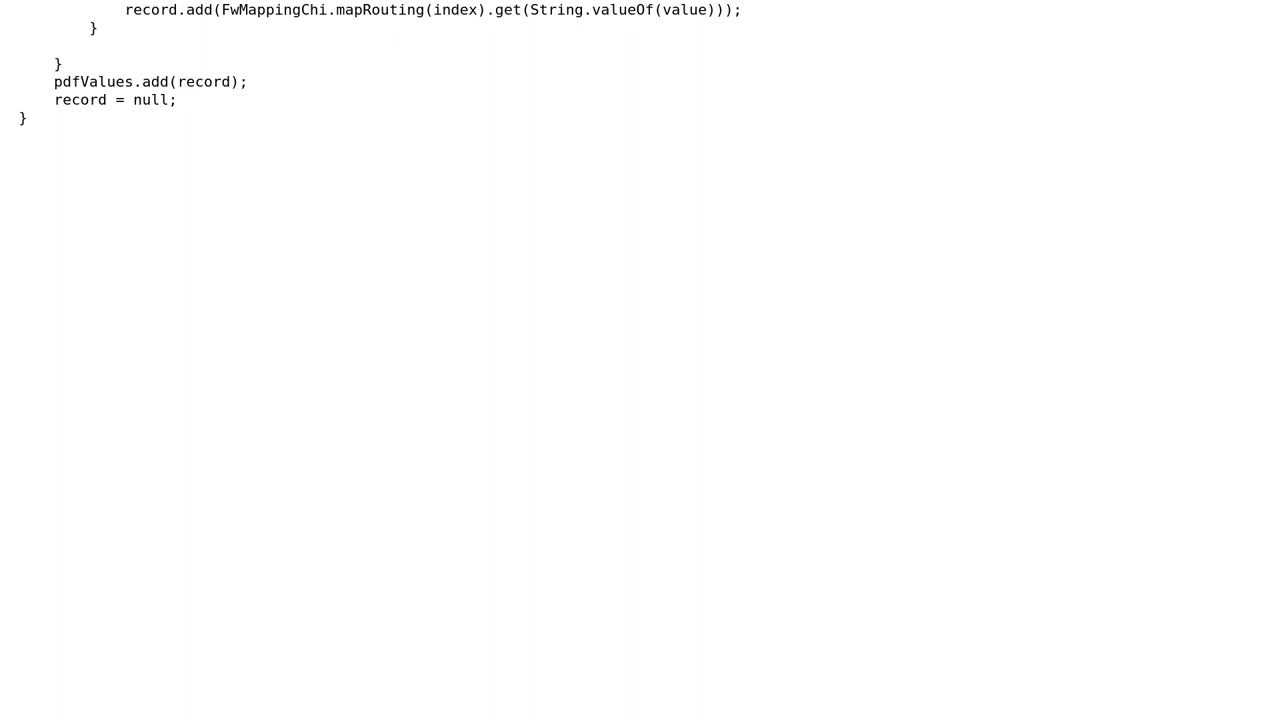 record.add(FwMappingChi.mapRouting(index).get(String.valueOf(value)));
}
}
pdfValues.add(record);
record = null;
}